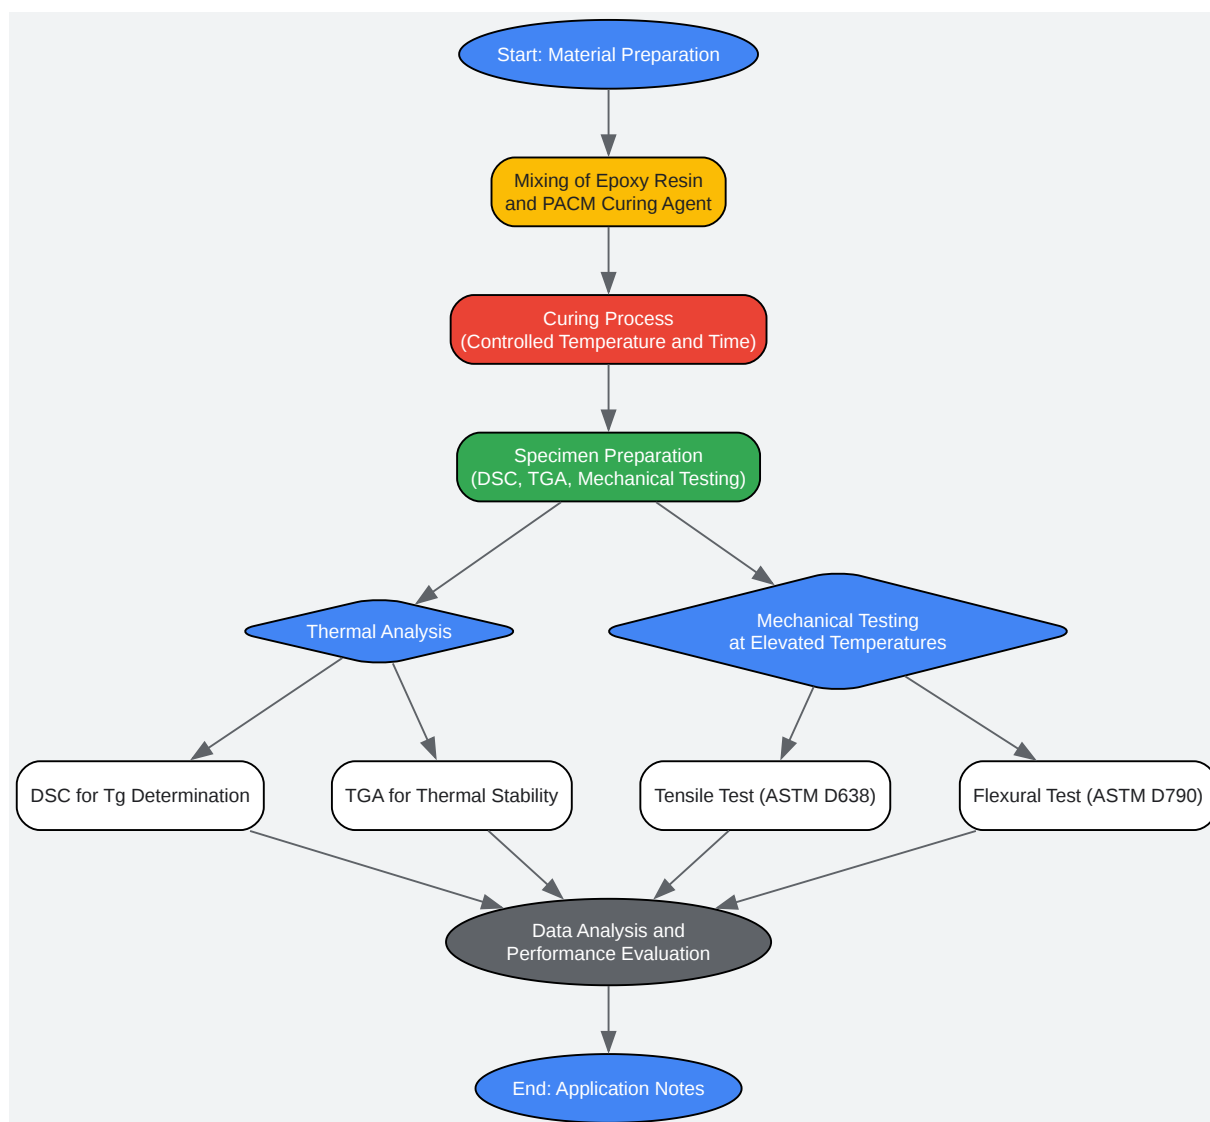 Start: Material Preparation
Mixing of Epoxy Resin
and PACM Curing Agent
Curing Process
(Controlled Temperature and Time)
Specimen Preparation
(DSC, TGA, Mechanical Testing)
Thermal Analysis
Mechanical Testing
at Elevated Temperatures
DSC for Tg Determination
TGA for Thermal Stability
Tensile Test (ASTM D638)
Flexural Test (ASTM D790)
Data Analysis and
Performance Evaluation
End: Application Notes